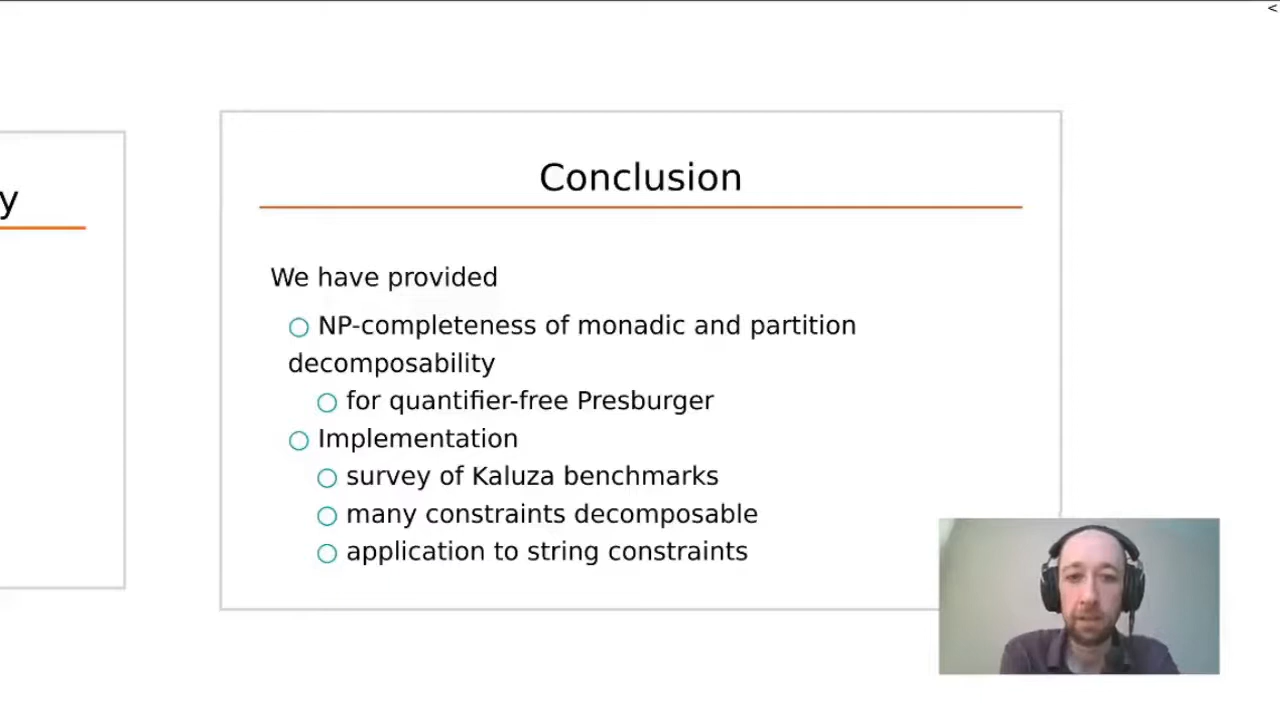 <
y
Conclusion
We have provided
NP-completeness of monadic and partition
decomposability
for quantifier-free Presburger
Implementation
survey of Kaluza benchmarks
many constraints decomposable
application to string constraints